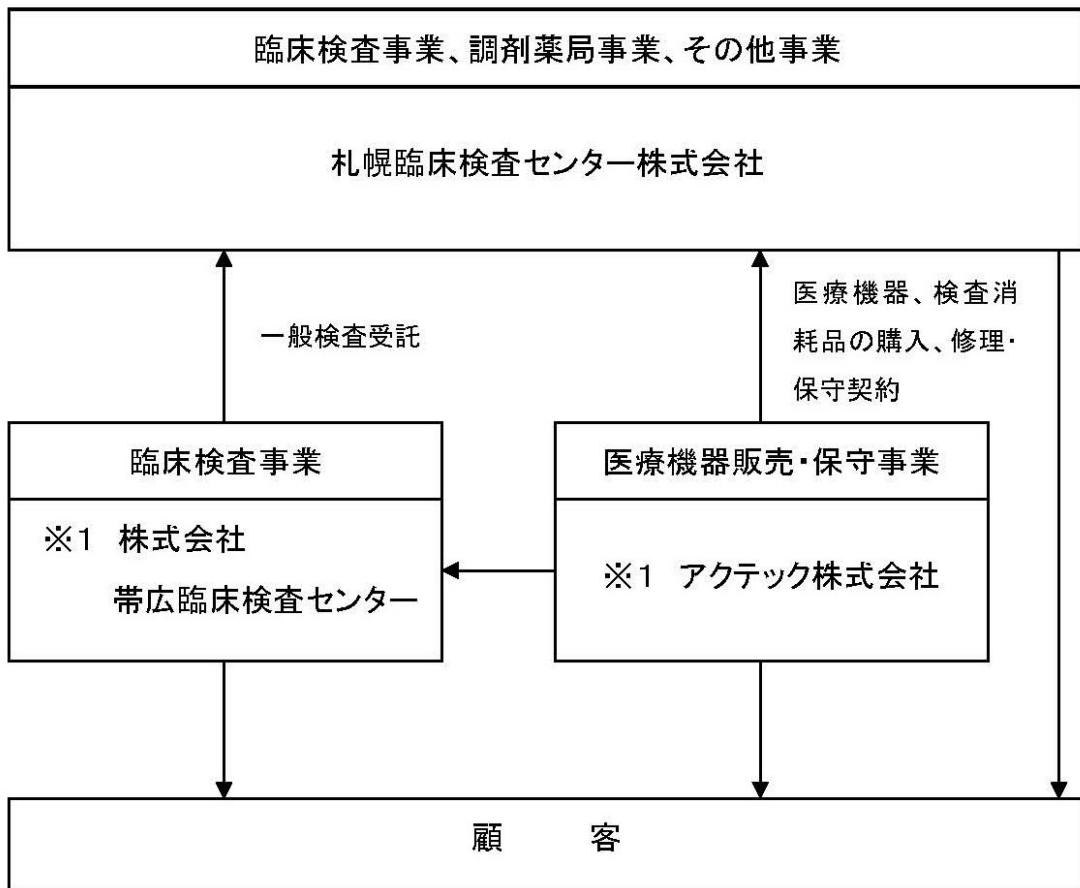 臨床検査事業、調剤薬局事業、その他事業
札幌臨床検査センター株式会社
一般検査受託
医療機器、検査消
耗品の購入、修理・
保守契約
臨床検査事業
※1 株式会社
帯広臨床検査センター
医療機器販売・保守事業
※1 アクテック株式会社
顧 客